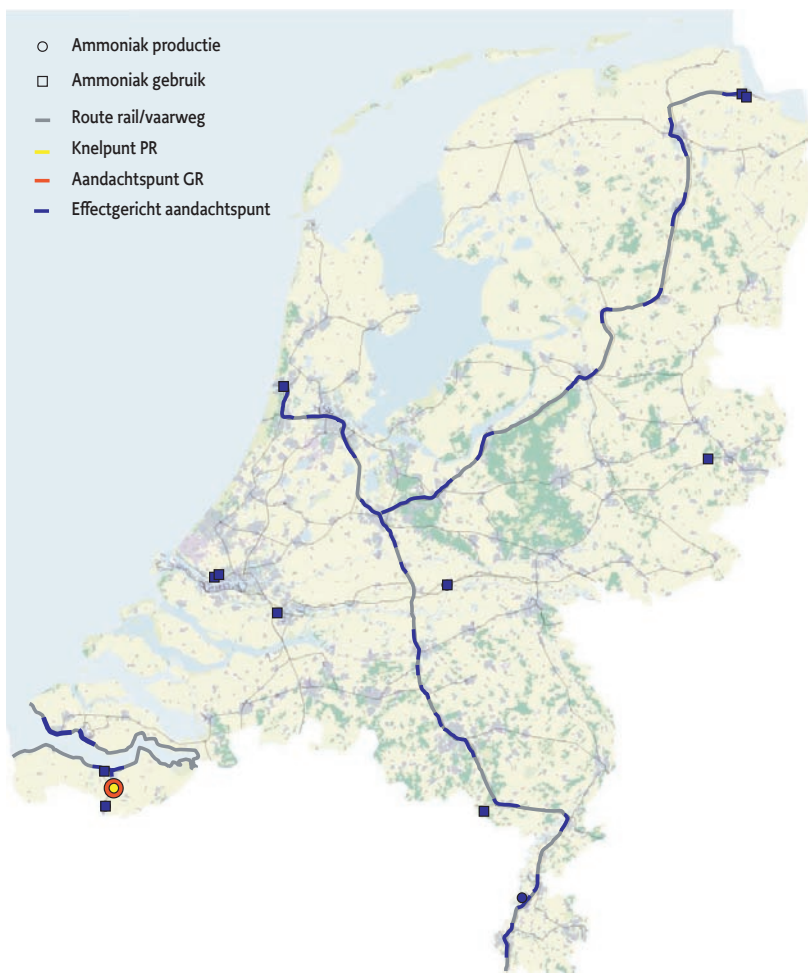 Ammoniak productie
Ammoniak gebruik
Route rail/vaarweg
Knelpunt PR
Aandachtspunt GR
Effectgericht aandachtspunt